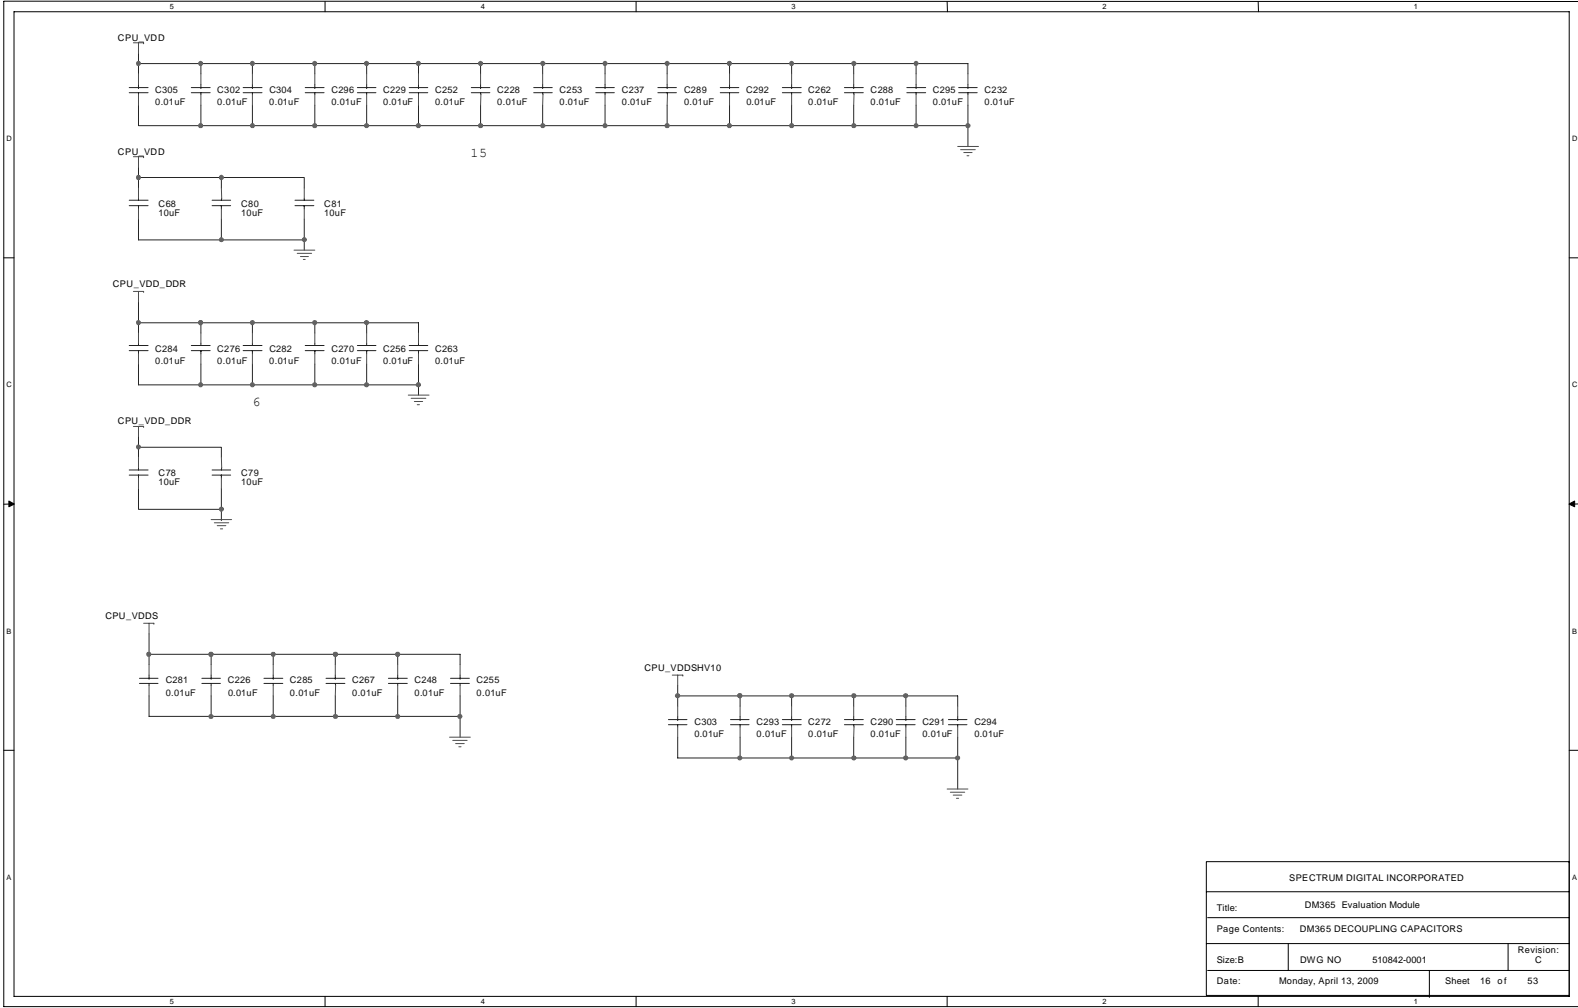 5 4 3 2 1
CPU_VDD
C305 C302 C304 C296 C229 C252 C228 C253 C237 C289 C292 C262 C288 C295 C232
0.01uF 0.01uF 0.01uF 0.01uF 0.01uF 0.01uF 0.01uF 0.01uF 0.01uF 0.01uF 0.01uF 0.01uF 0.01uF 0.01uF 0.01uF
D D
15
CPU_VDD
C68 C80 C81
10uF 10uF 10uF
CPU_VDD_DDR
C284 C276 C282 C270 C256 C263
0.01uF 0.01uF 0.01uF 0.01uF 0.01uF 0.01uF
C C
6
CPU_VDD_DDR
C78 C79
10uF 10uF
CPU_VDDS
B B
C281 C226 C285 C267 C248 C255
0.01uF 0.01uF 0.01uF 0.01uF 0.01uF 0.01uF
CPU_VDDSHV10
C303 C293 C272 C290 C291 C294
0.01uF 0.01uF 0.01uF 0.01uF 0.01uF 0.01uF
A A
SPECTRUM DIGITAL INCORPORATED
Title: DM365 Evaluation Module
Page Contents: DM365 DECOUPLING CAPACITORS
Size:B DWG NO 510842-0001 Revision:
C
Date: Monday, April 13, 2009 Sheet 16 of 53
5 4 3 2 1